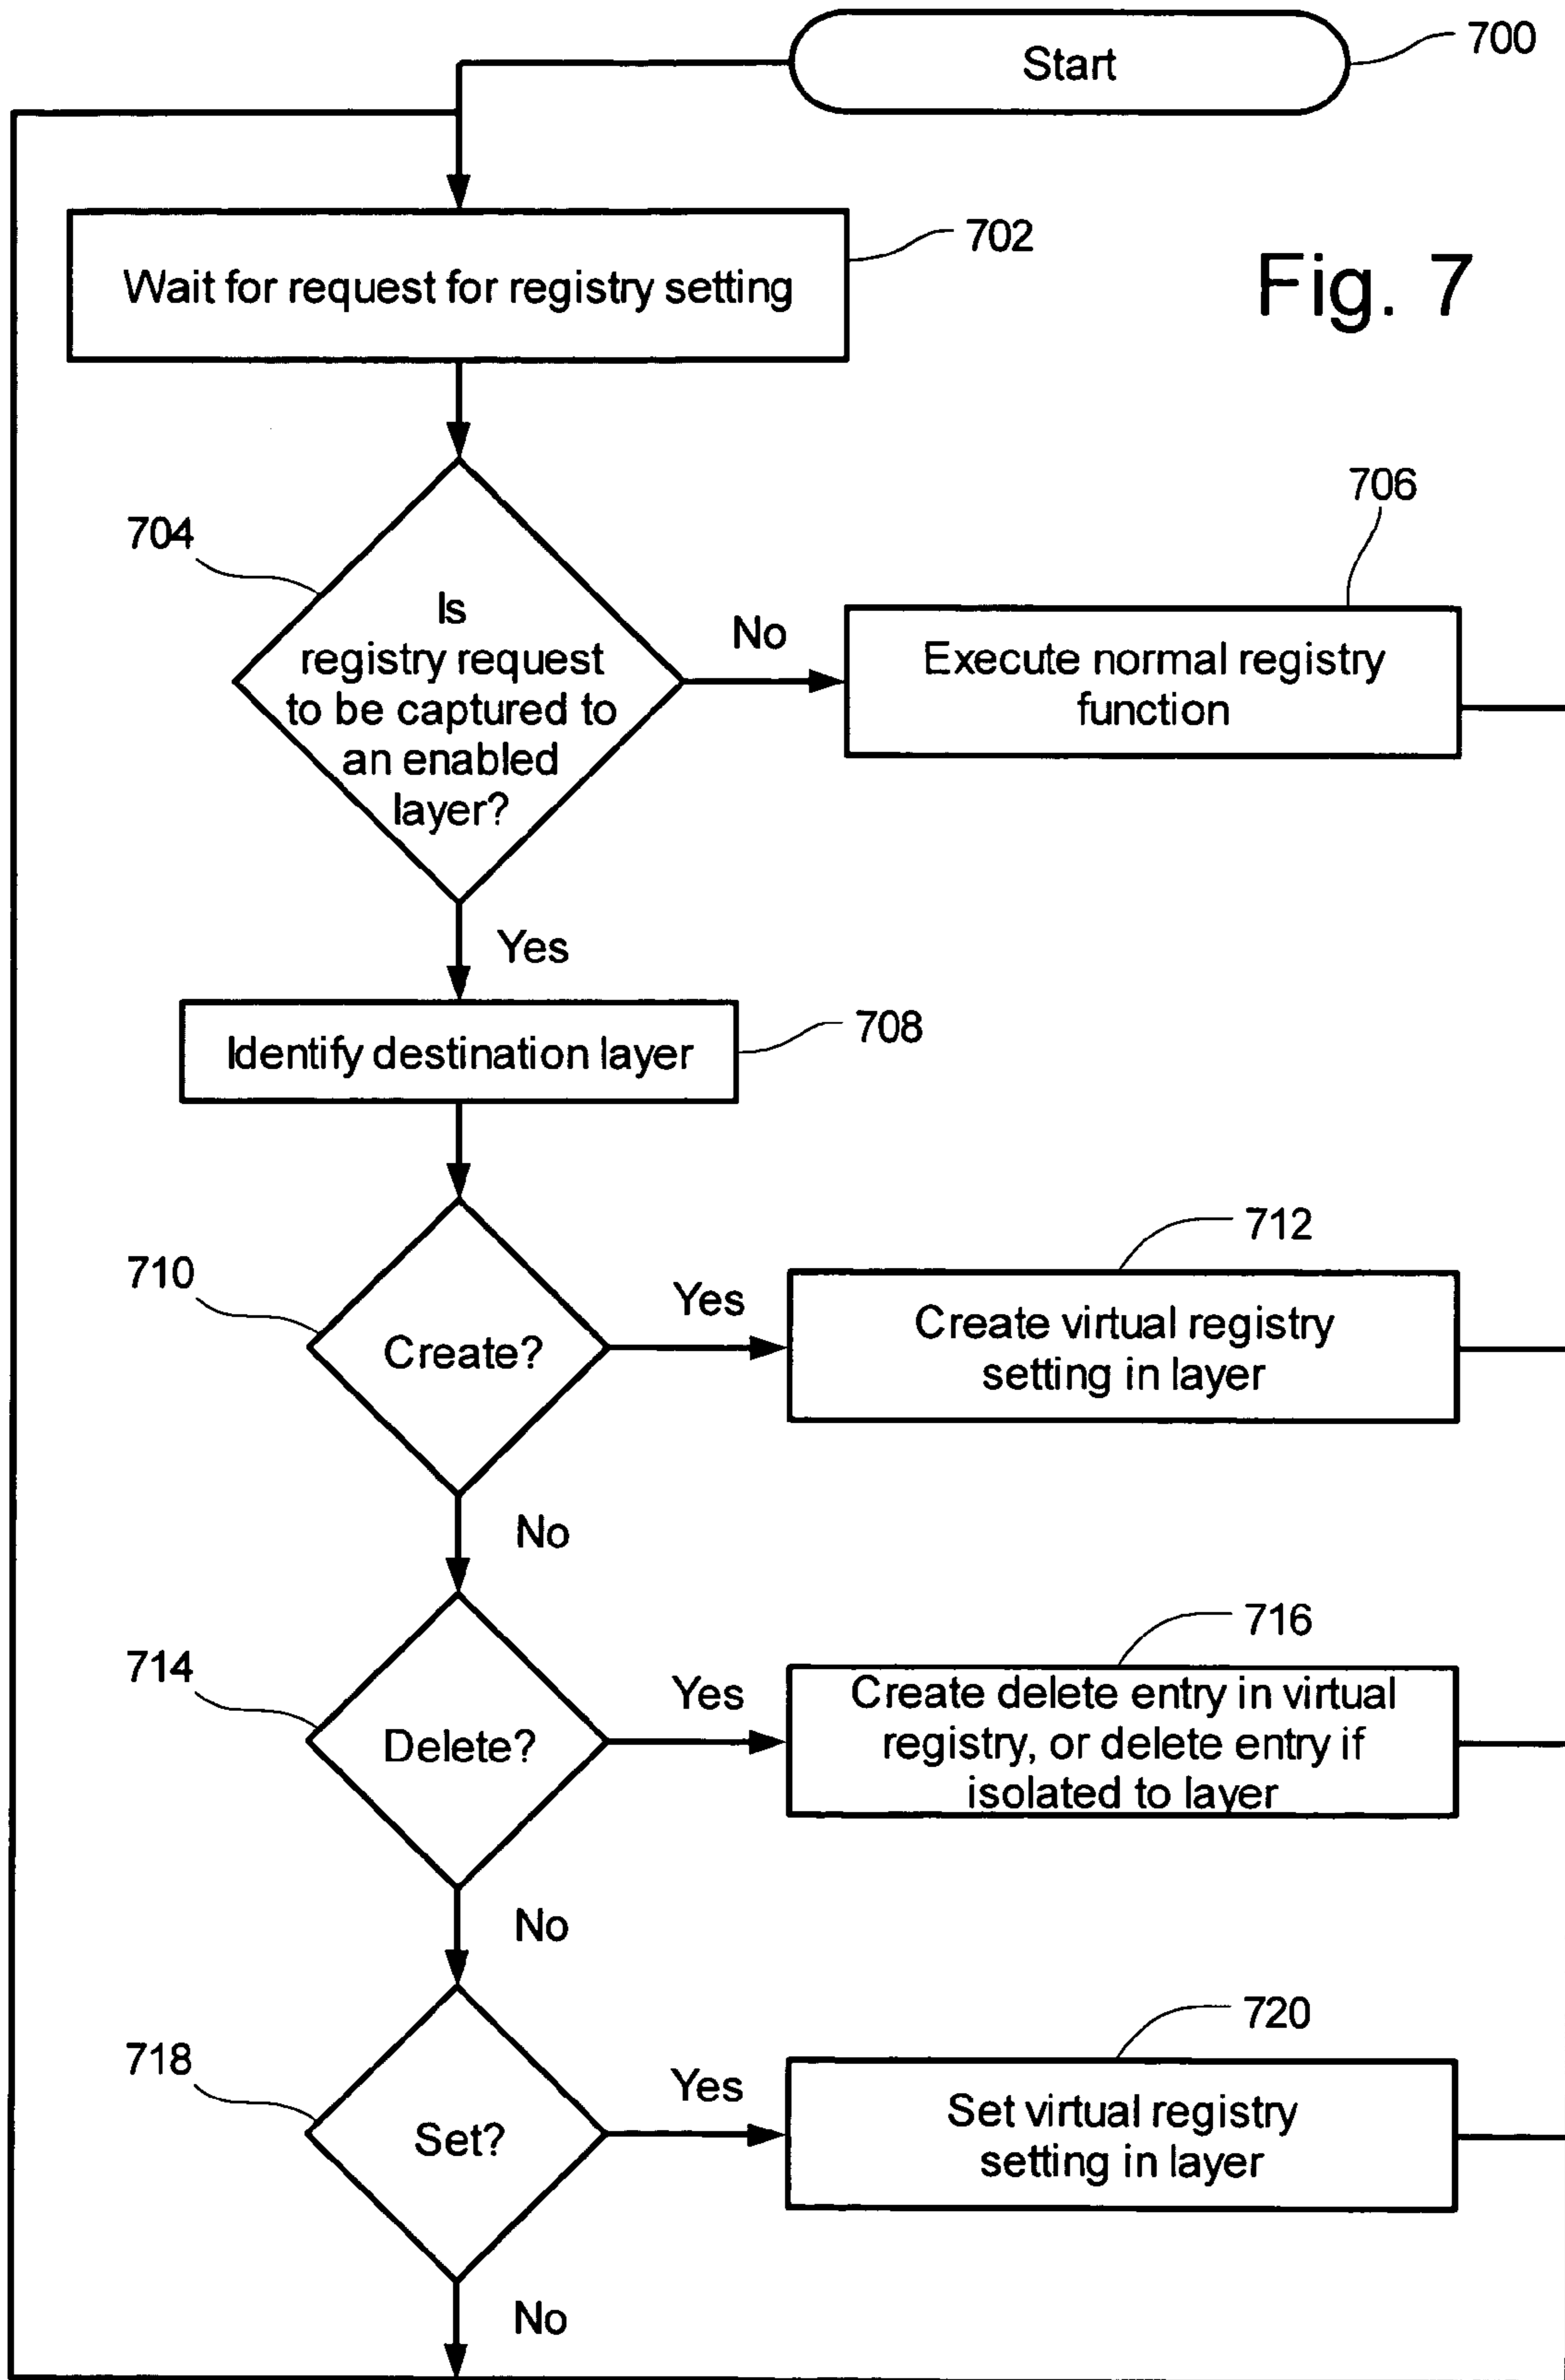 Start
700
Wait for request for registry setting
702
Fig. 7
704
Is
registry request
to be captured to
an enabled
layer?
No
706
Execute normal registry
function
Yes
Identify destination layer
708
710
Create?
Yes
712
Create virtual registry
setting in layer
No
714
Delete?
Yes
716
Create delete entry in virtual
registry, or delete entry if
isolated to layer
No
718
Set?
Yes
720
Set virtual registry
setting in layer
No